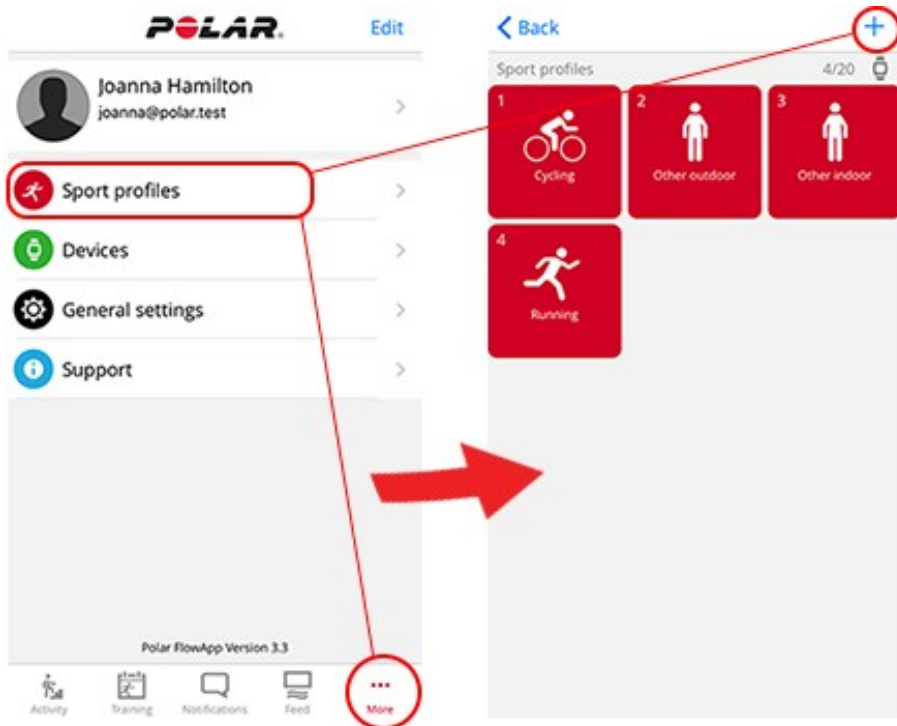 POLAR.
Edit
Joanna Hamilton
joanna@polar.test
Sport profiles
Devices
General settings
Support
Polar FlowApp Version 3.3
Activity
Training
Notifications
Feed
More
Back
Sport profiles
4/20
1
Cycling
2
Other outdoor
3
Other indoor
4
Running